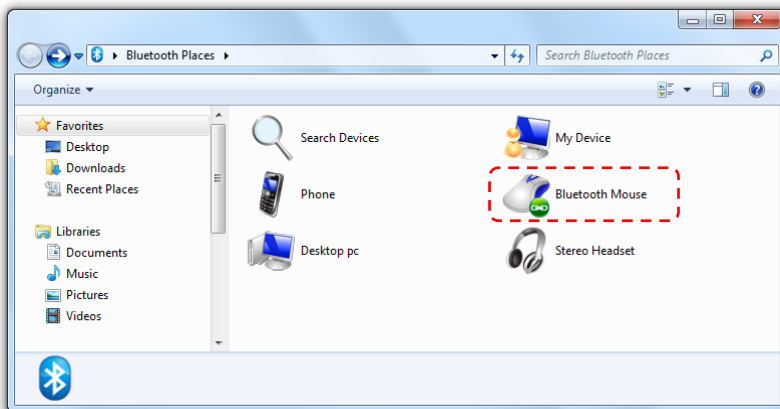 Bluetooth Places
Search Bluetooth Places
Organize
Favorites
Desktop
Downloads
Recent Places
Libraries
Documents
Music
Pictures
Videos
Search Devices
My Device
Phone
Bluetooth Mouse
Desktop pc
Stereo Headset